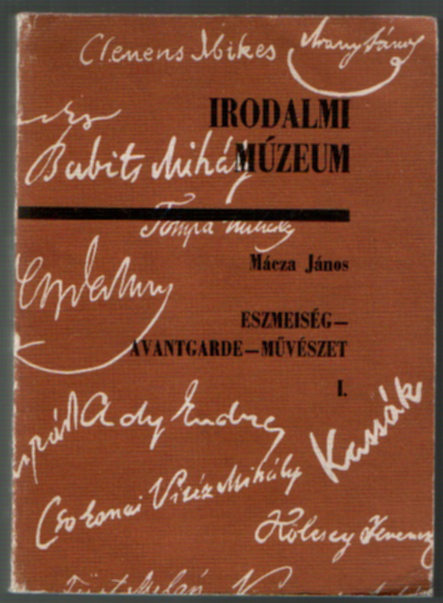 Clemens Mikes
Arany János
IRODALMI
MÚZEUM
Babits Mihály
Tompa Mihály
Mácza János
ESZMEISÉG—
AVANTGARDE—MŰVÉSZET
I.
Ady Endre
Kassák
Csokonai Vitéz Mihály
Kölcsey Ferencz